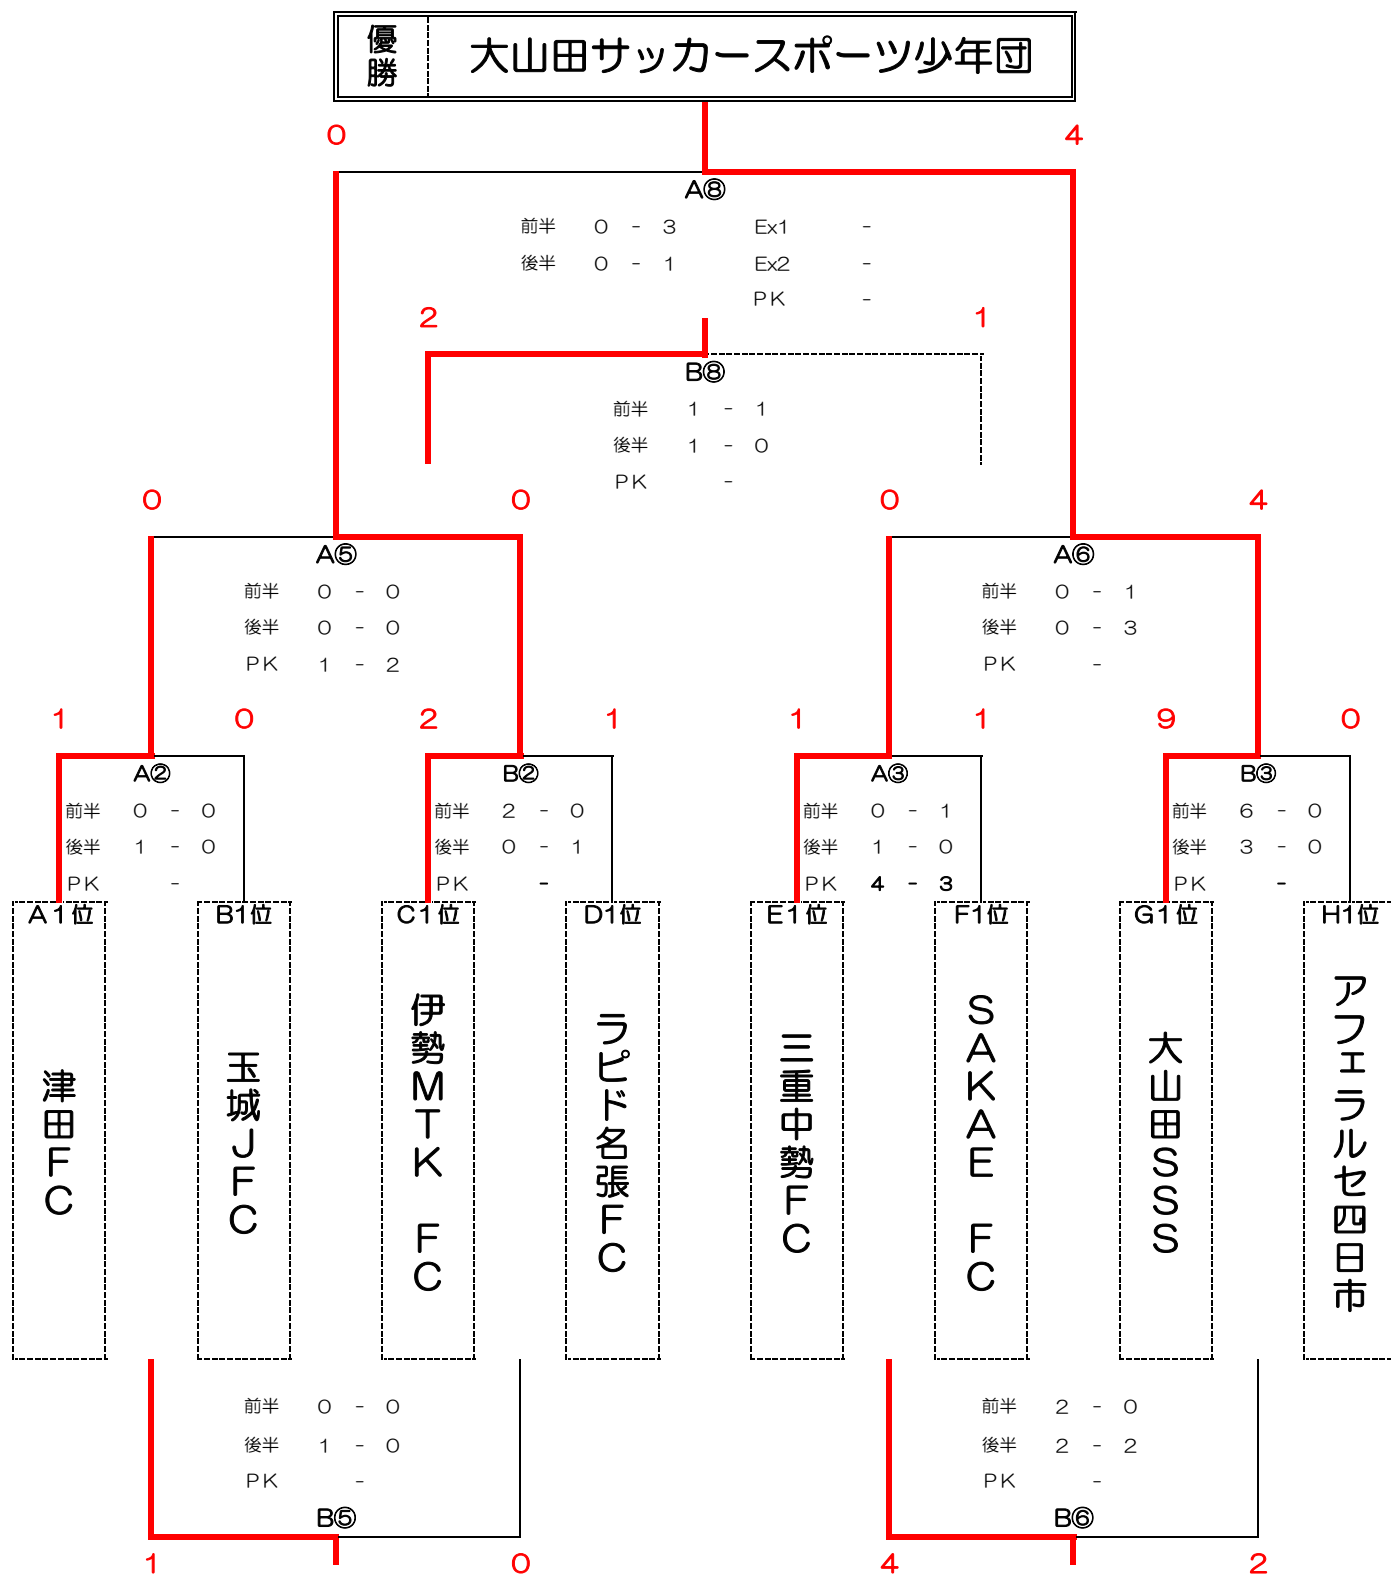 優勝 大山田サッカースポーツ少年団
0 4
A⑧
前半 0 - 3 Ex1 -
後半 0 - 1 Ex2 -
PK -
2 1
B⑧
前半 1 - 1
後半 1 - 0
PK -
0 0 0 4
A⑤ A⑥
前半 0 - 0 前半 0 - 1
後半 0 - 0 後半 0 - 3
PK 1 - 2 PK -
1 0 2 1 1 1 9 0
A② B② A③ B③
前半 0 - 0 前半 2 - 0 前半 0 - 1 前半 6 - 0
後半 1 - 0 後半 0 - 1 後半 1 - 0 後半 3 - 0
PK - PK - PK 4 - 3 PK -
A1位 B1位 C1位 D1位 E1位 F1位 G1位 H1位
津田FC
玉城JFC
伊勢MTK FC
ラピド名張FC
三重中勢FC
SAKAE FC
大山田SSS
アフェラルセ四日市
前半 0 - 0 前半 2 - 0
後半 1 - 0 後半 2 - 2
PK - PK -
B⑤ B⑥
1 0 4 2